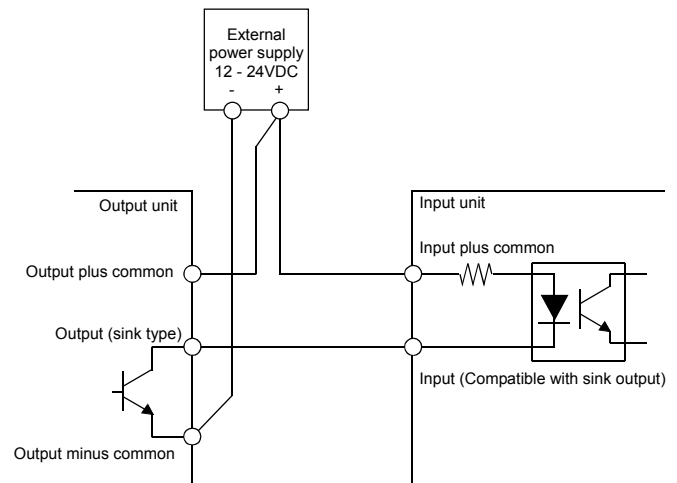 External
power supply
12 - 24VDC
- +
Output unit
Input unit
Input plus common
Output plus common
Output (sink type)
Input (Compatible with sink output)
Output minus common